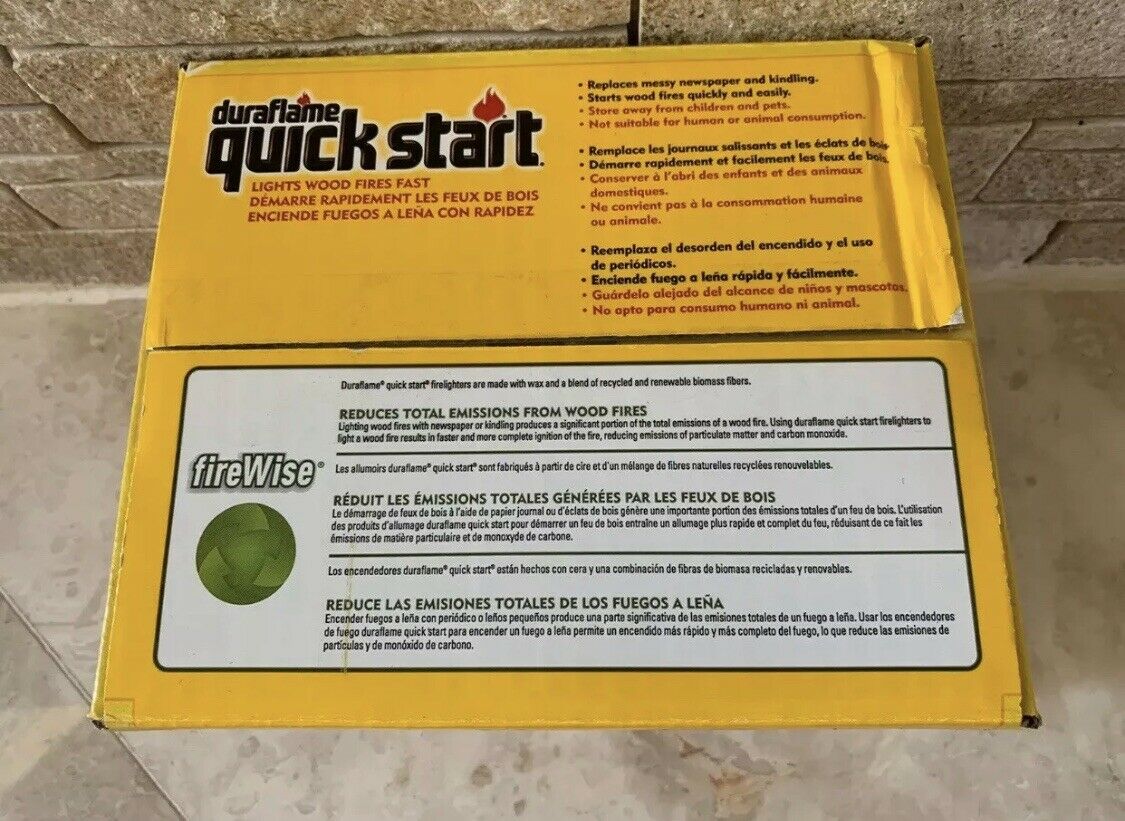 duraflame
quick start.
LIGHTS WOOD FIRES FAST
DÉMARRE RAPIDEMENT LES FEUX DE BOIS
ENCIENDE FUEGOS A LEÑA CON RAPIDEZ
• Replaces messy newspaper and kindling.
• Starts wood fires quickly and easily.
• Store away from children and pets.
• Not suitable for human or animal consumption.
• Remplace les journaux salissants et les éclats de bois
• Démarre rapidement et facilement les feux de bois.
• Conserver à l'abri des enfants et des animaux
domestiques.
• Ne convient pas à la consommation humaine
ou animale.
• Reemplaza el desorden del encendido y el uso
de periódicos.
• Enciende fuego a leña rápida y fácilmente.
• Guárdelo alejado del alcance de niños y mascotas.
• No apto para consumo humano ni animal.
fireWise®
Duraflame® quick start® firelighters are made with wax and a blend of recycled and renewable biomass fibers.
REDUCES TOTAL EMISSIONS FROM WOOD FIRES
Lighting wood fires with newspaper or kindling produces a significant portion of the total emissions of a wood fire. Using duraflame quick start firelighters to
light a wood fire results in faster and more complete ignition of the fire, reducing emissions of particulate matter and carbon monoxide.
Les allumoirs duraflame® quick start® sont fabriqués à partir de cire et d'un mélange de fibres naturelles recyclées renouvelables.
RÉDUIT LES ÉMISSIONS TOTALES GÉNÉRÉES PAR LES FEUX DE BOIS
Le démarrage de feux de bois à l'aide de papier journal ou d'éclats de bois génère une importante portion des émissions totales d'un feu de bois. L'utilisation
des produits d'allumage duraflame quick start pour démarrer un feu de bois entraîne un allumage plus rapide et complet du feu, réduisant de ce fait les
émissions de matière particulaire et de monoxyde de carbone.
Los encendedores duraflame® quick start® están hechos con cera y una combinación de fibras de biomasa recicladas y renovables.
REDUCE LAS EMISIONES TOTALES DE LOS FUEGOS A LEÑA
Encender fuegos a leña con periódico o leños pequeños produce una parte significativa de las emisiones totales de un fuego a leña. Usar los encendedores
de fuego duraflame quick start para encender un fuego a leña permite un encendido más rápido y más completo del fuego, lo que reduce las emisiones de
partículas y de monóxido de carbono.